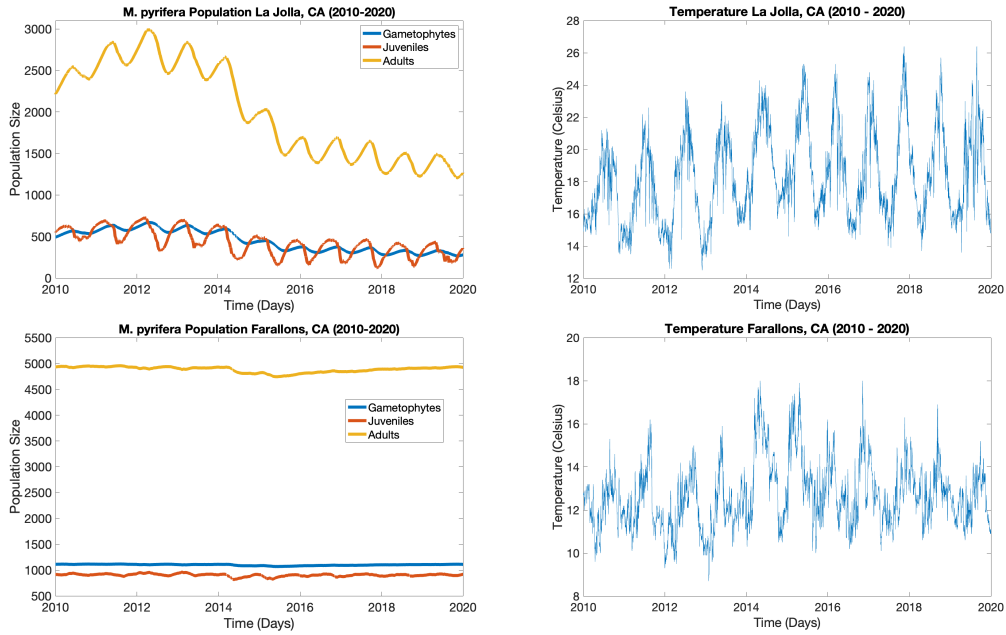 M. pyrifera Population La Jolla, CA (2010-2020)
3000
2500
2000
1500
1000
500
0
Population Size
Gametophytes
Juveniles
Adults
2010 2012 2014 2016 2018 2020
Time (Days)
Temperature La Jolla, CA (2010 - 2020)
28
26
24
22
20
18
16
14
12
Temperature (Celsius)
2010 2012 2014 2016 2018 2020
Time (Days)
M. pyrifera Population Farallons, CA (2010-2020)
5500
5000
4500
4000
3500
3000
2500
2000
1500
1000
500
Population Size
Gametophytes
Juveniles
Adults
2010 2012 2014 2016 2018 2020
Time (Days)
Temperature Farallons, CA (2010 - 2020)
20
18
16
14
12
10
8
Temperature (Celsius)
2010 2012 2014 2016 2018 2020
Time (Days)